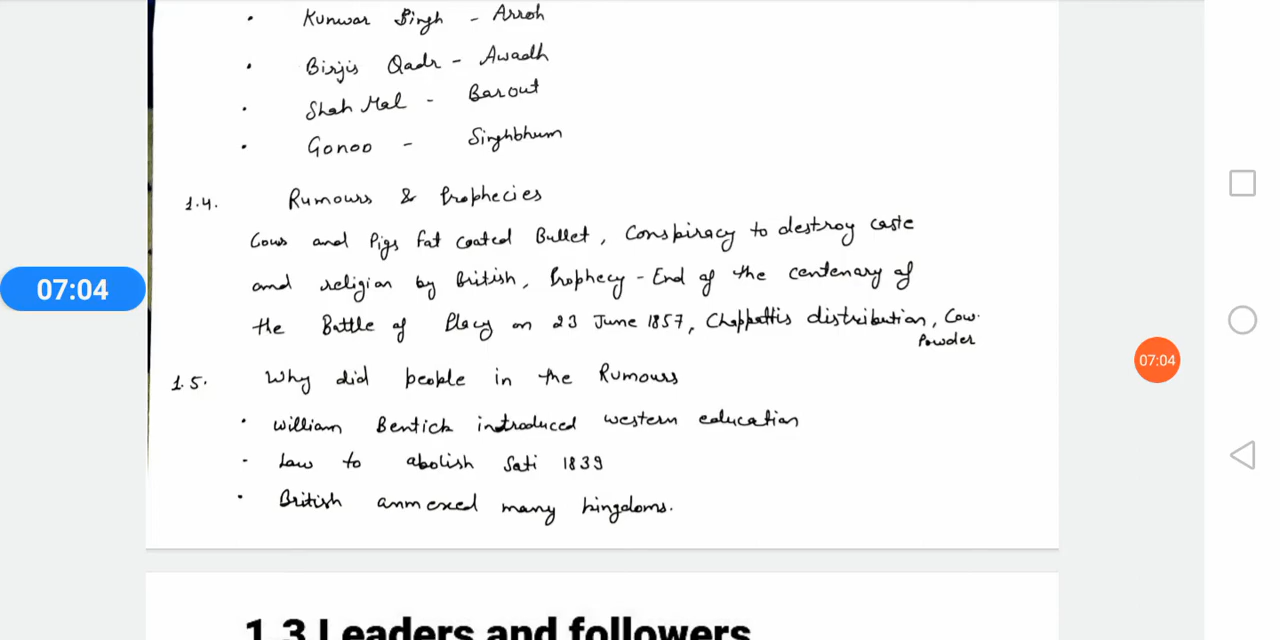 Kunwar Singh - Arroh
Birjis Qadr - Awadh
Shah Mal - Barout
Gonoo - Singhbhum
1.4. Rumours & Prophecies
Cows and Pigs fat coated Bullet, Conspiracy to destroy caste
and religion by British, Prophecy - End of the centenary of
the Battle of Placy on 23 June 1857, Chappattis distribution, Cow.
Powder
07:04
07:04
1.5. Why did people in the Rumours
William Bentick introduced western education
Law to abolish Sati 1839
British annmexed many kingdoms.
1.3 Leaders and followers